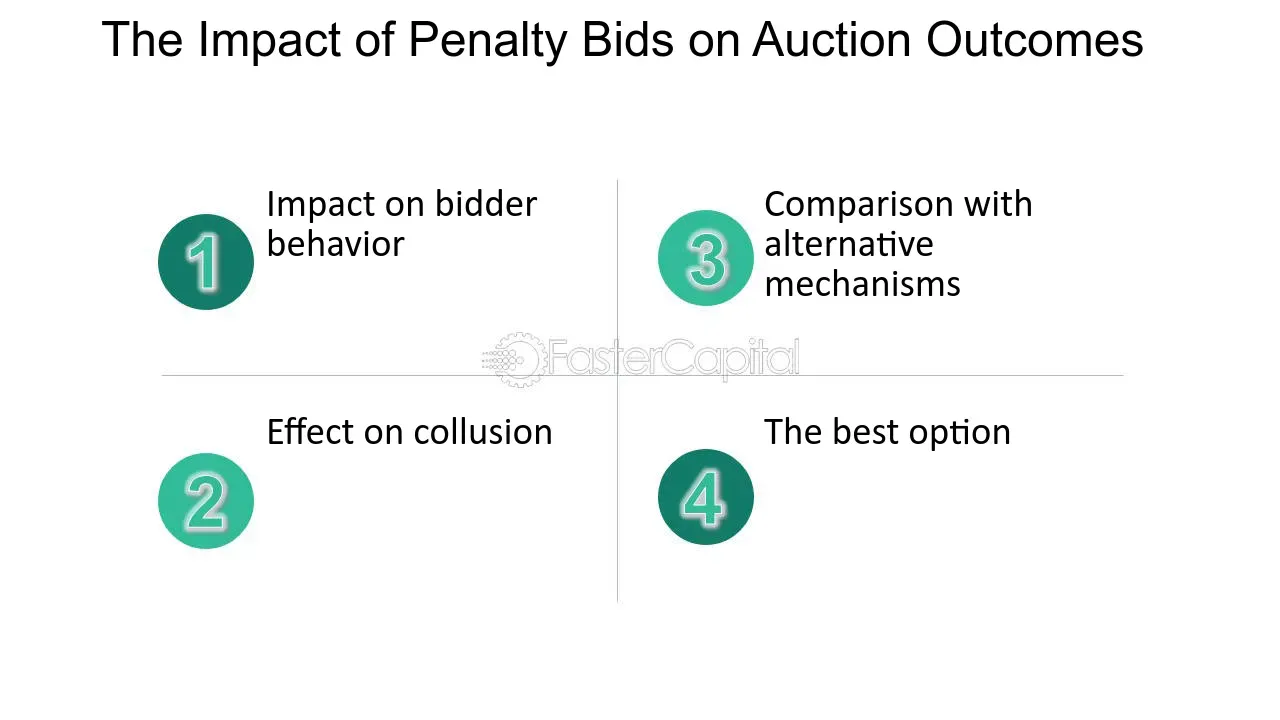 The Impact of Penalty Bids on Auction Outcomes
1
Impact on bidder
behavior
2
Effect on collusion
3
Comparison with
alternative
mechanisms
4
The best option
FasterCapital